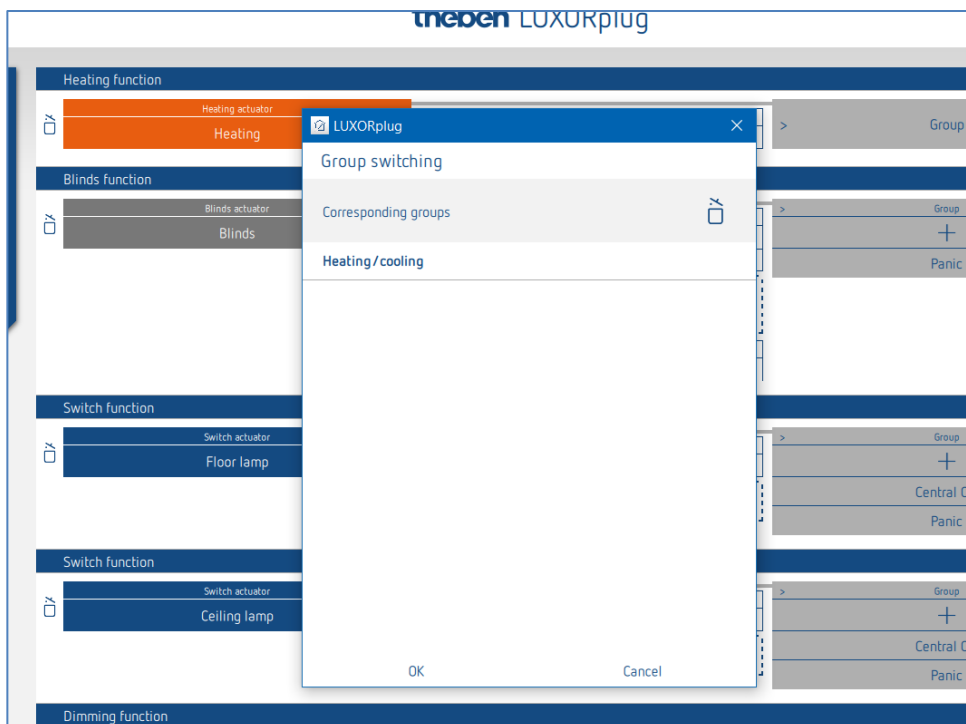 theben LUXORplug
Heating function
Heating actuator
Heating
> Group
LUXORplug
Group switching
Corresponding groups
Heating/cooling
OK Cancel
Blinds function
Blinds actuator
Blinds
> Group
+
Panic
Switch function
Switch actuator
Floor lamp
> Group
+
Central
Panic
Switch function
Switch actuator
Ceiling lamp
> Group
+
Central
Panic
Dimming function